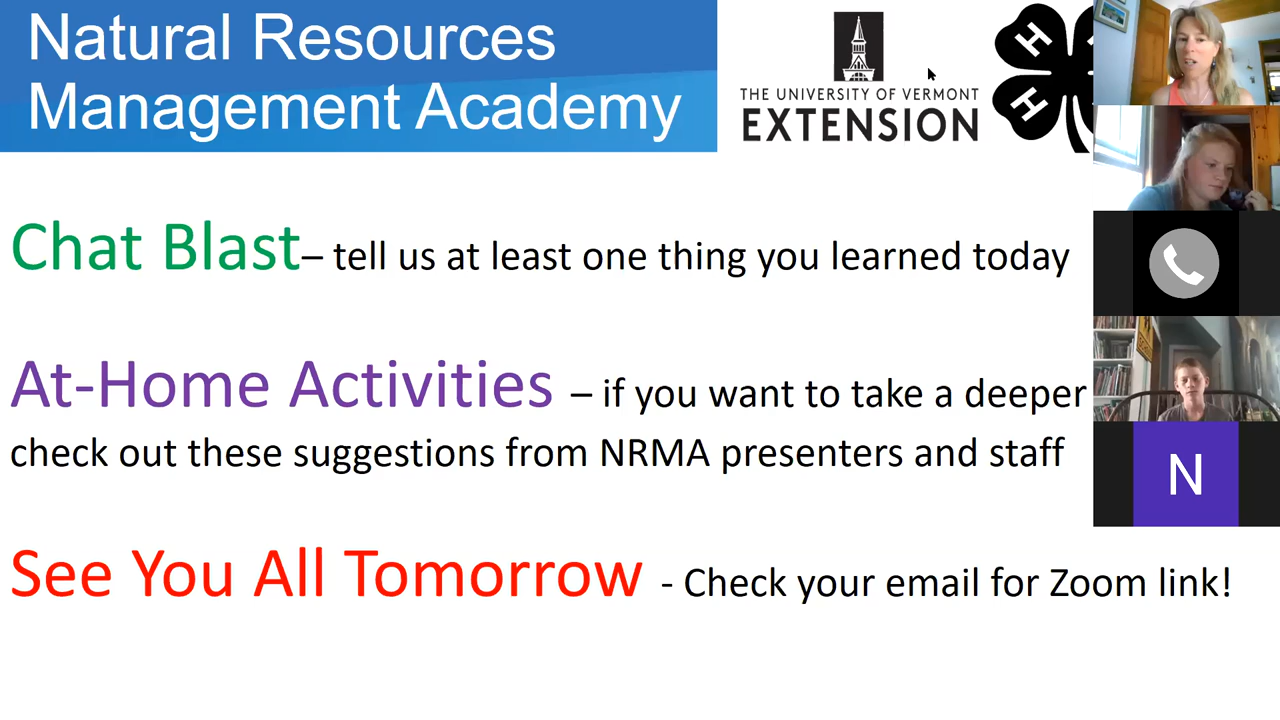 Natural Resources
Management Academy
THE UNIVERSITY OF VERMONT
EXTENSION
H
H
Chat Blast– tell us at least one thing you learned today
At-Home Activities – if you want to take a deeper
check out these suggestions from NRMA presenters and staff
N
See You All Tomorrow - Check your email for Zoom link!